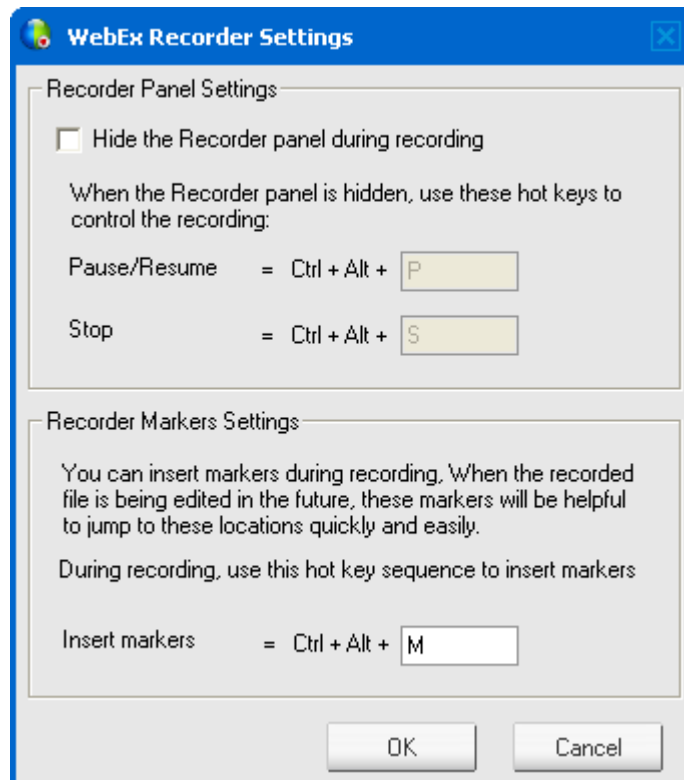 WebEx Recorder Settings
Recorder Panel Settings
Hide the Recorder panel during recording
When the Recorder panel is hidden, use these hot keys to
control the recording:
Pause/Resume = Ctrl + Alt + P
Stop = Ctrl + Alt + S
Recorder Markers Settings
You can insert markers during recording, When the recorded
file is being edited in the future, these markers will be helpful
to jump to these locations quickly and easily.
During recording, use this hot key sequence to insert markers
Insert markers = Ctrl + Alt + M
OK Cancel